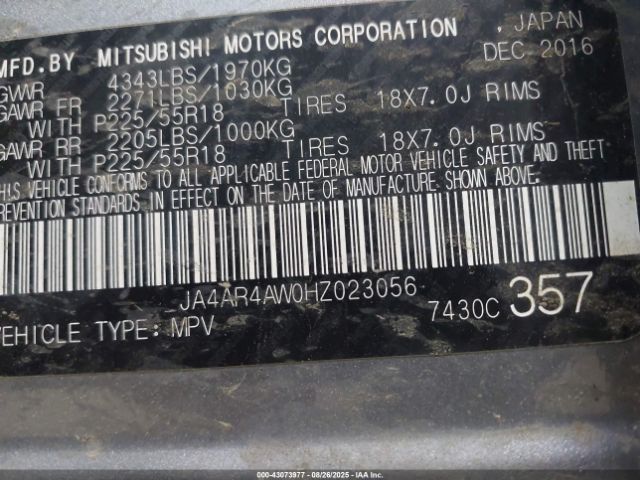 MFD.BY MITSUBISHI MOTORS CORPORATION , JAPAN
GVWR 4343LBS/1970KG DEC 2016
GAWR FR 2271LBS/1030KG
WITH P225/55R18 TIRES 18X7.0J RIMS
GAWR RR 2205LBS/1000KG
WITH P225/55R18 TIRES 18X7.0J RIMS
THIS VEHICLE CONFORMS TO ALL APPLICABLE FEDERAL MOTOR VEHICLE SAFETY AND THEFT
PREVENTION STANDARDS IN EFFECT ON THE DATE OF MANUFACTURE SHOWN ABOVE.
JA4AR4AW0HZ023056
7430C 357
VEHICLE TYPE: MPV
000-43073977 - 08/26/2025 - IAAI, INC.